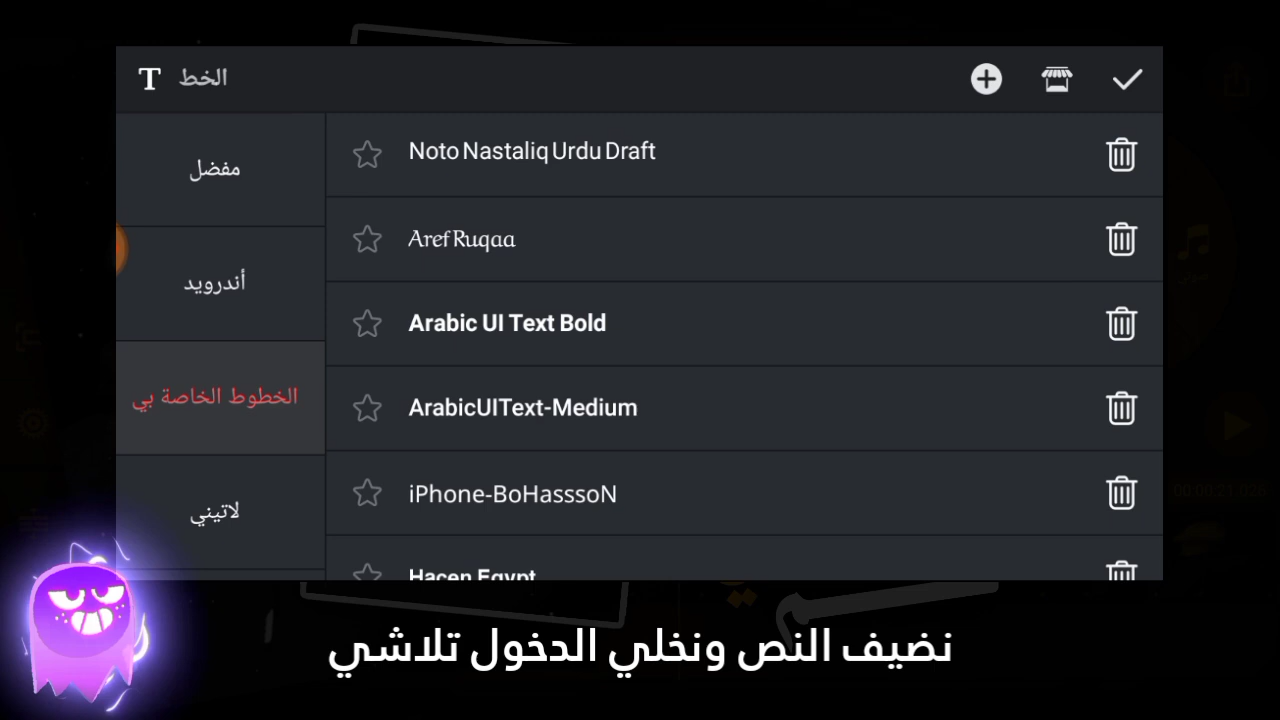 الخط
مفضل
أندرويد
الخطوط الخاصة بي
لاتيني
Noto Nastaliq Urdu Draft
Aref Ruqaa
Arabic UI Text Bold
ArabicUIText-Medium
iPhone-BoHasssoN
Hacen Egypt
نضيف النص ونخلي الدخول تلاشي